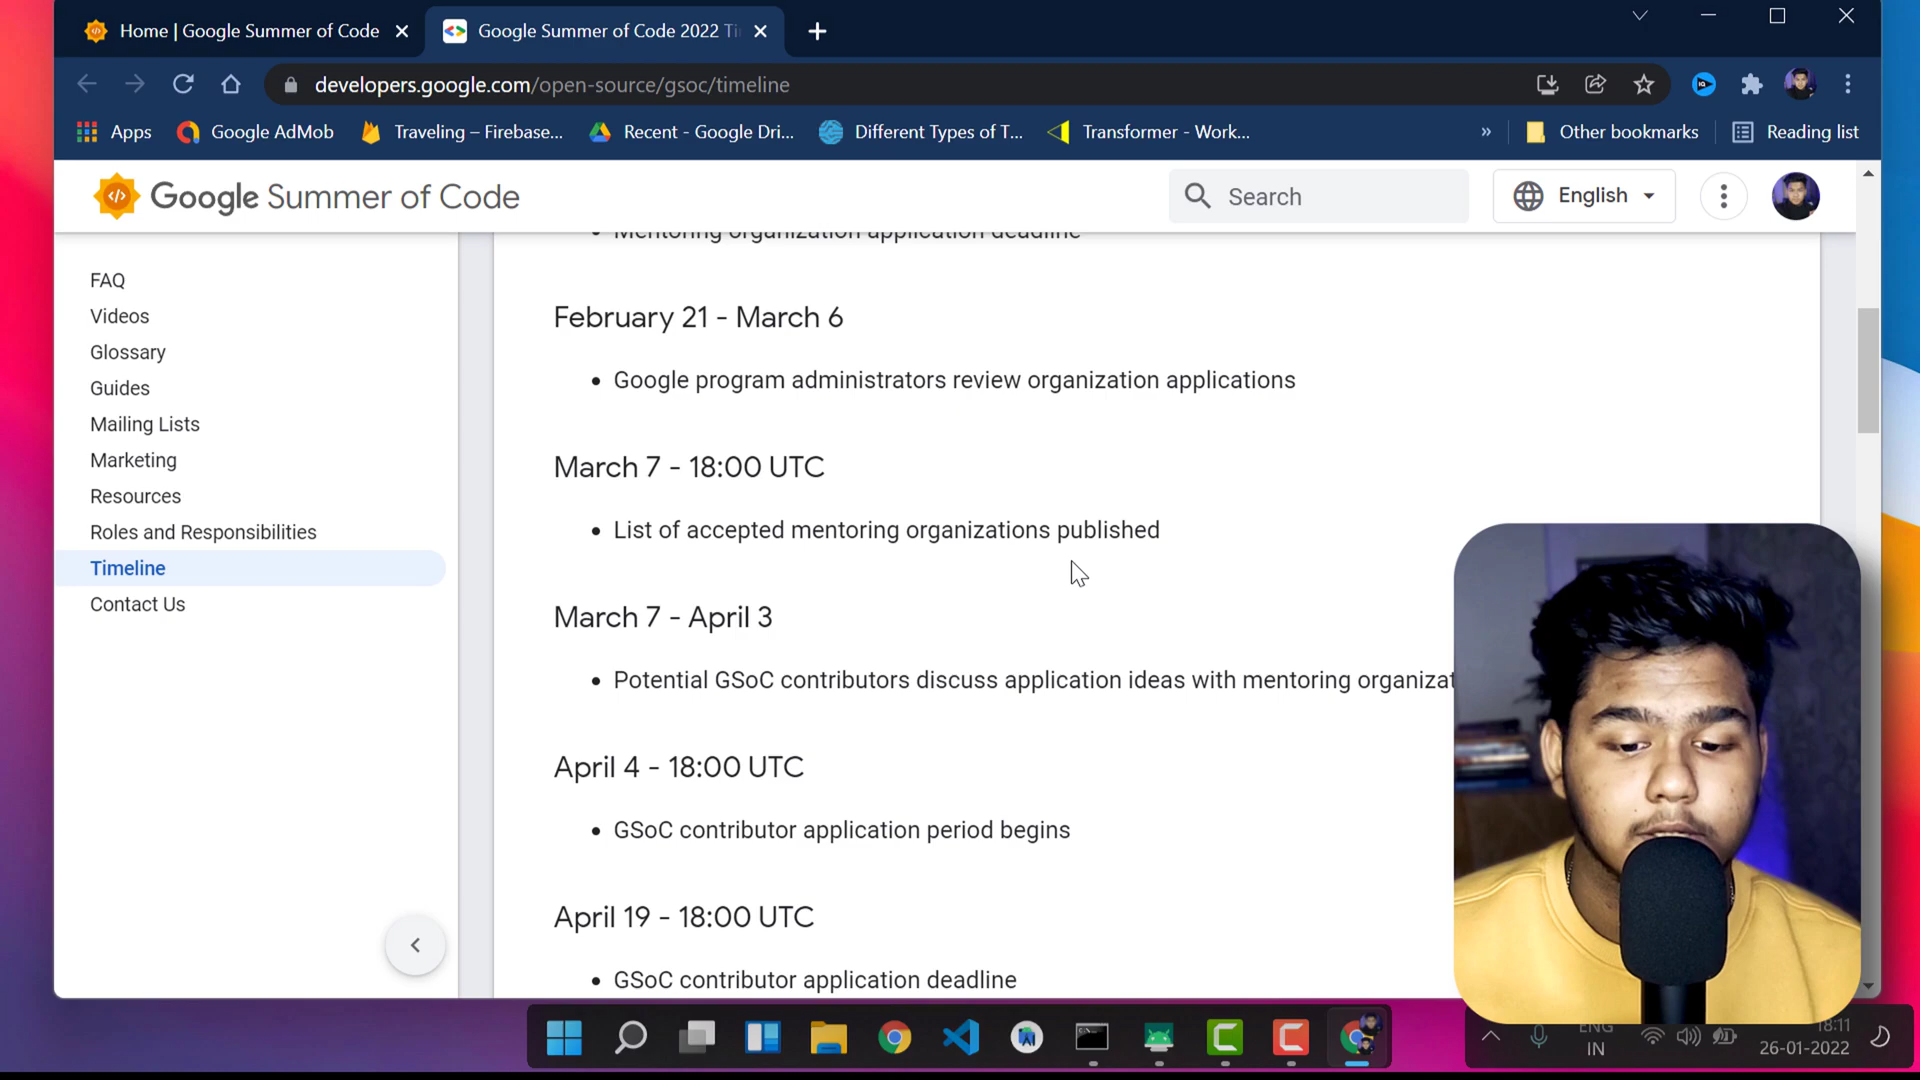 Home | Google Summer of Code
Google Summer of Code 2022 Ti
developers.google.com/open-source/gsoc/timeline
Apps
Google AdMob
Traveling – Firebase...
Recent - Google Dri...
Different Types of T...
Transformer - Work...
»
Other bookmarks
Reading list
Google Summer of Code
Search
English
FAQ
Videos
Glossary
Guides
Mailing Lists
Marketing
Resources
Roles and Responsibilities
Timeline
Contact Us
Mentoring organization application deadline
February 21 - March 6
Google program administrators review organization applications
March 7 - 18:00 UTC
List of accepted mentoring organizations published
March 7 - April 3
Potential GSoC contributors discuss application ideas with mentoring organizat
April 4 - 18:00 UTC
GSoC contributor application period begins
April 19 - 18:00 UTC
GSoC contributor application deadline
ENG
IN
18:11
26-01-2022